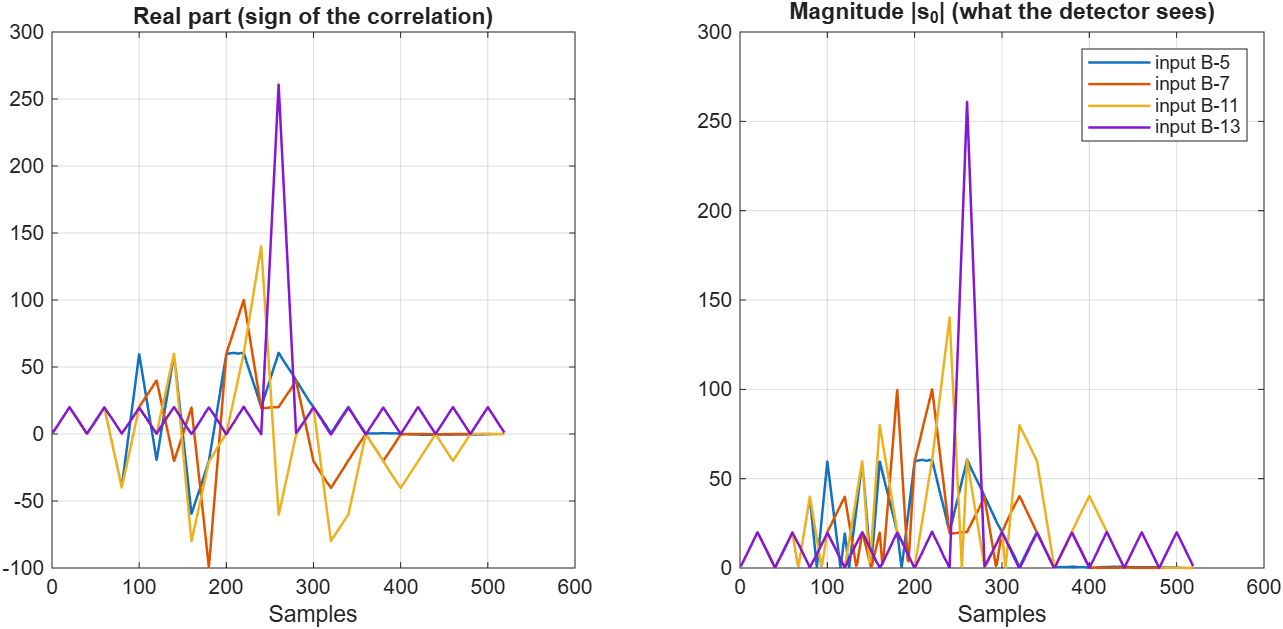 Real part (sign of the correlation)
300
250
200
150
100
50
0
-50
-100
0 100 200 300 400 500 600
Samples
Magnitude |s₀| (what the detector sees)
300
250
200
150
100
50
0
0 100 200 300 400 500 600
Samples
input B-5
input B-7
input B-11
input B-13